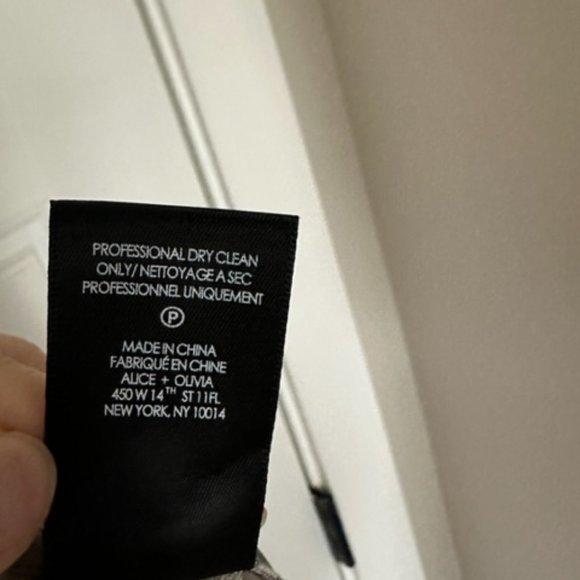 PROFESSIONAL DRY CLEAN
ONLY/ NETTOYAGE A SEC
PROFESSIONNEL UNIQUEMENT
P
MADE IN CHINA
FABRIQUÉ EN CHINE
ALICE + OLIVIA
450 W 14TH ST 11FL
NEW YORK, NY 10014